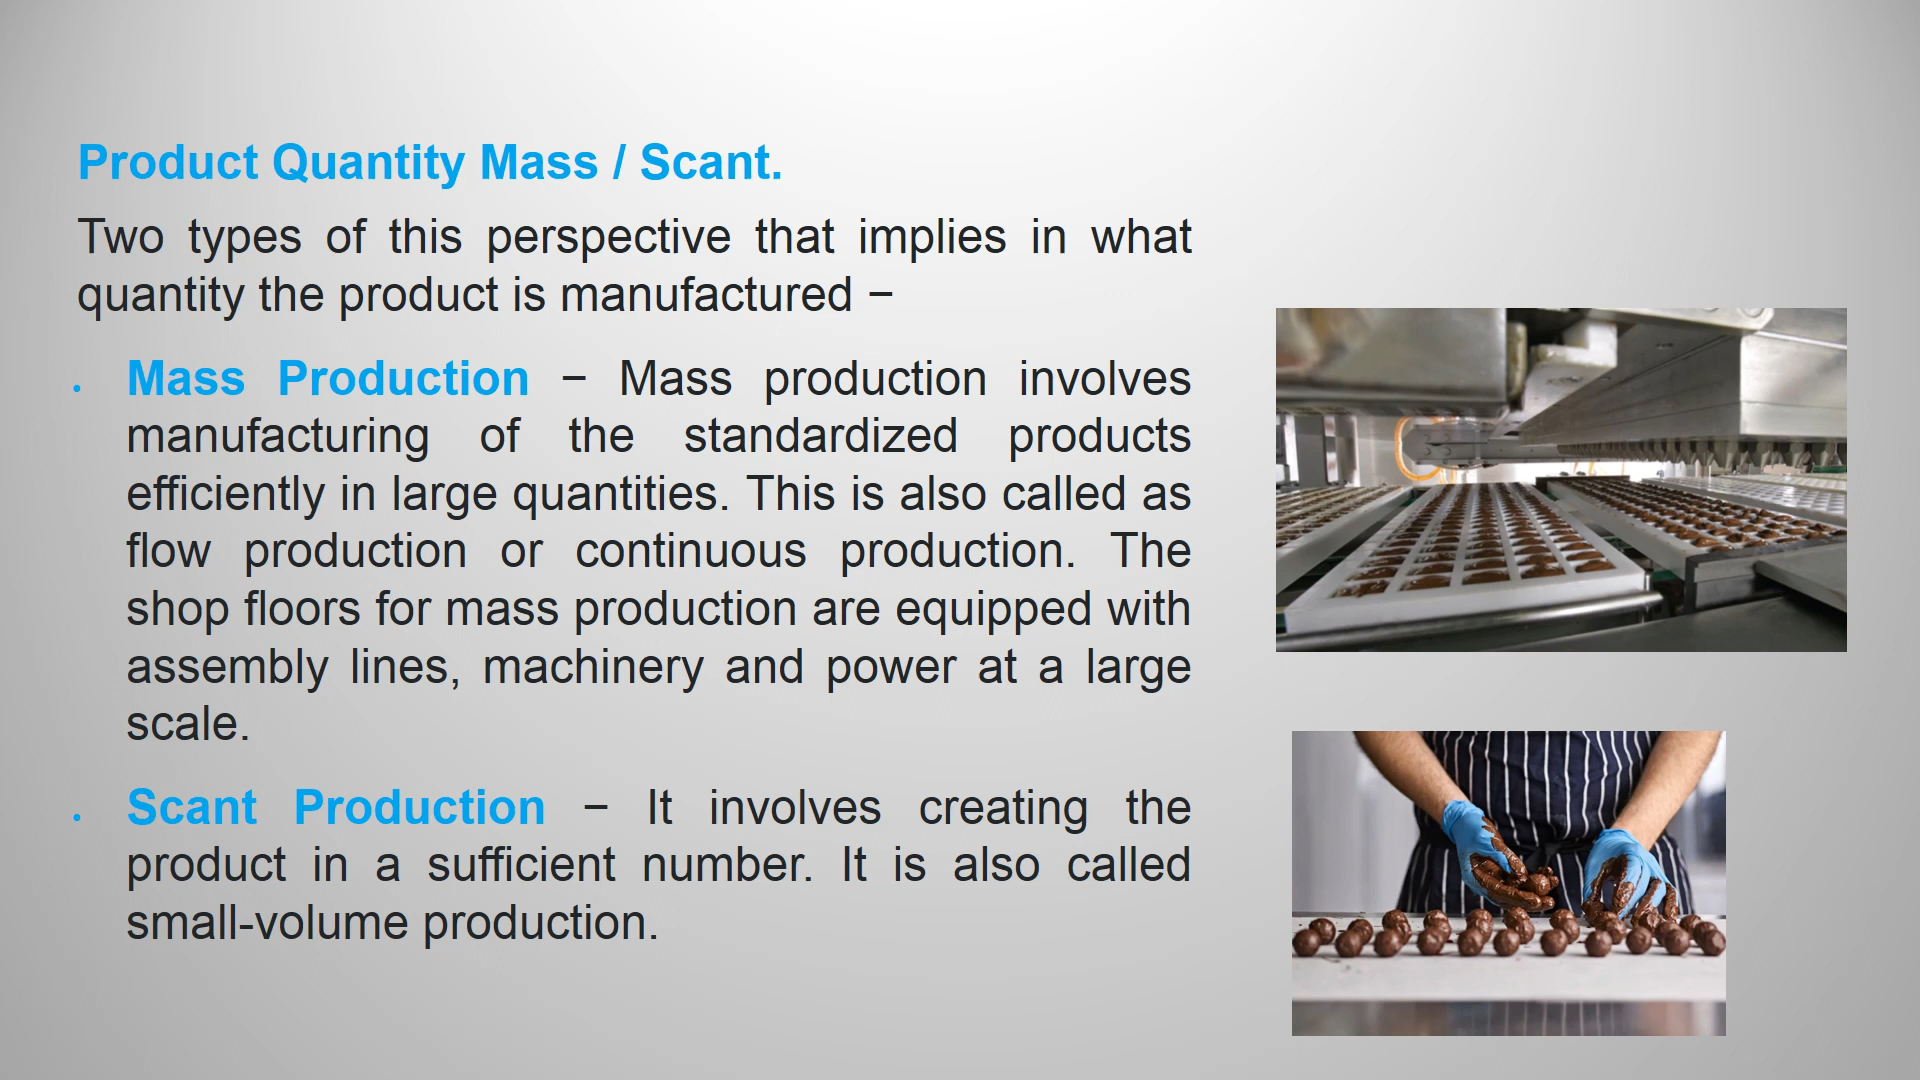 Product Quantity Mass / Scant.
Two types of this perspective that implies in what
quantity the product is manufactured −
• Mass Production − Mass production involves
manufacturing of the standardized products
efficiently in large quantities. This is also called as
flow production or continuous production. The
shop floors for mass production are equipped with
assembly lines, machinery and power at a large
scale.
• Scant Production − It involves creating the
product in a sufficient number. It is also called
small-volume production.